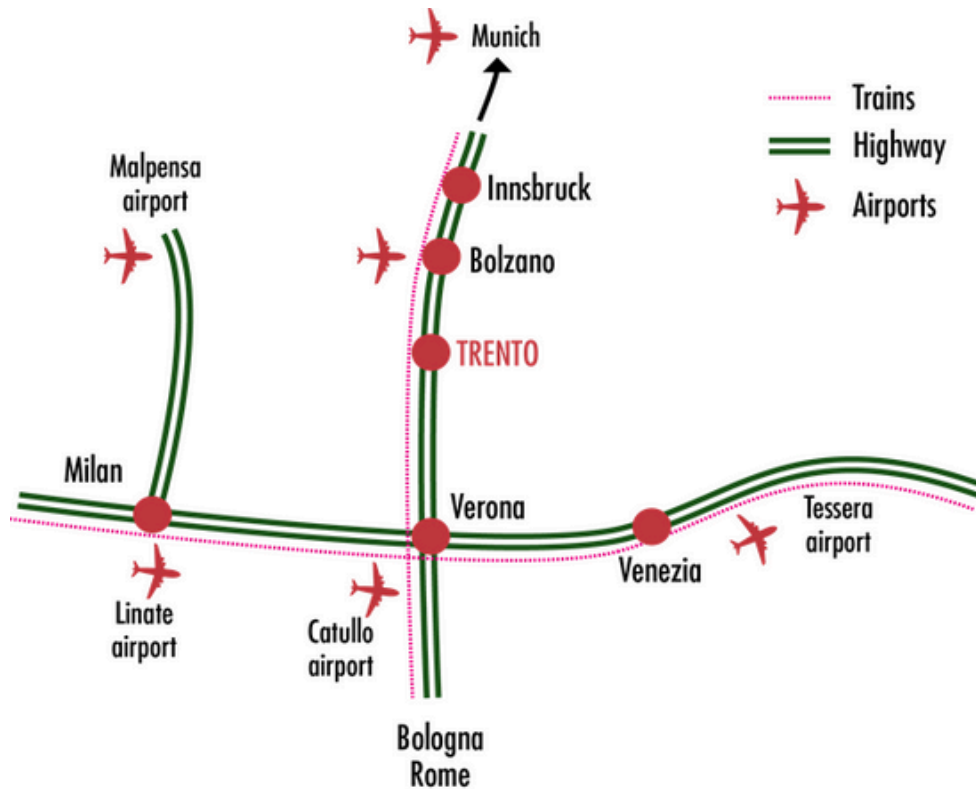 Munich
Trains
Highway
Airports
Malpensa
airport
Innsbruck
Bolzano
TRENTO
Milan
Verona
Tessera
airport
Venezia
Linate
airport
Catullo
airport
Bologna
Rome